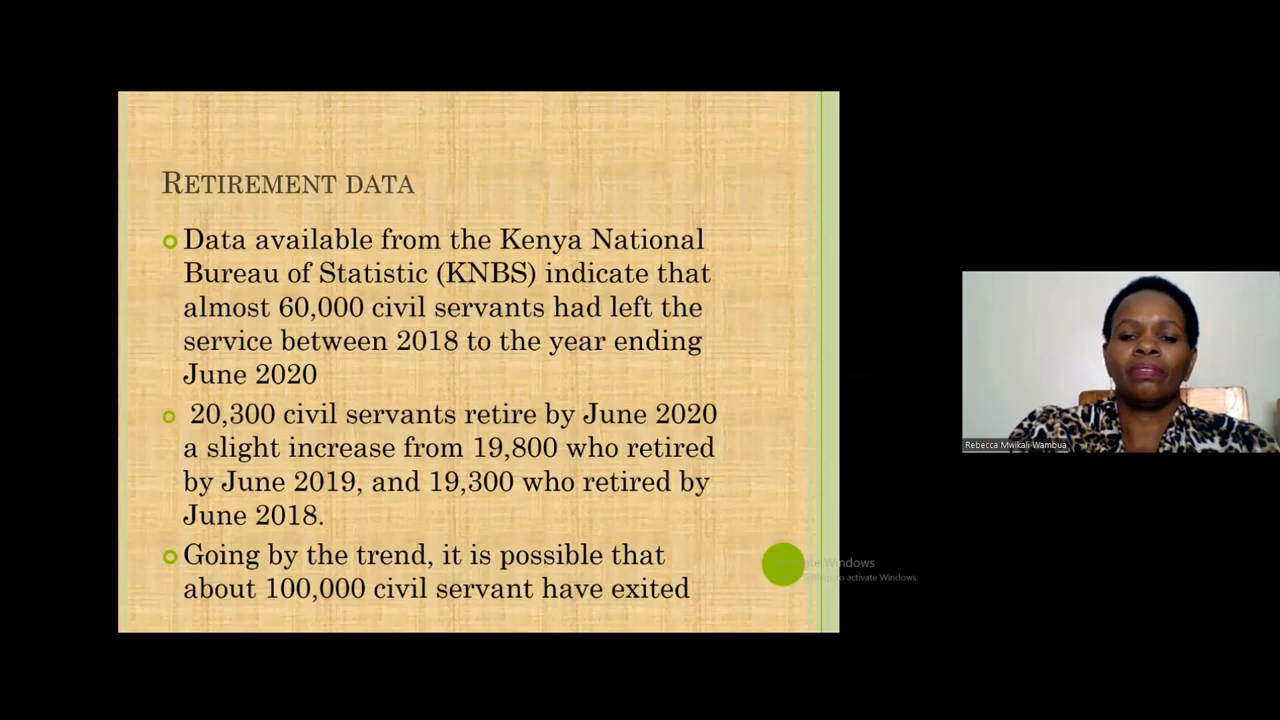 RETIREMENT DATA
Data available from the Kenya National
Bureau of Statistic (KNBS) indicate that
almost 60,000 civil servants had left the
service between 2018 to the year ending
June 2020
20,300 civil servants retire by June 2020
a slight increase from 19,800 who retired
by June 2019, and 19,300 who retired by
June 2018.
Going by the trend, it is possible that
about 100,000 civil servant have exited
Windows
to activate Windows.
Rebecca Mwikali Wambua